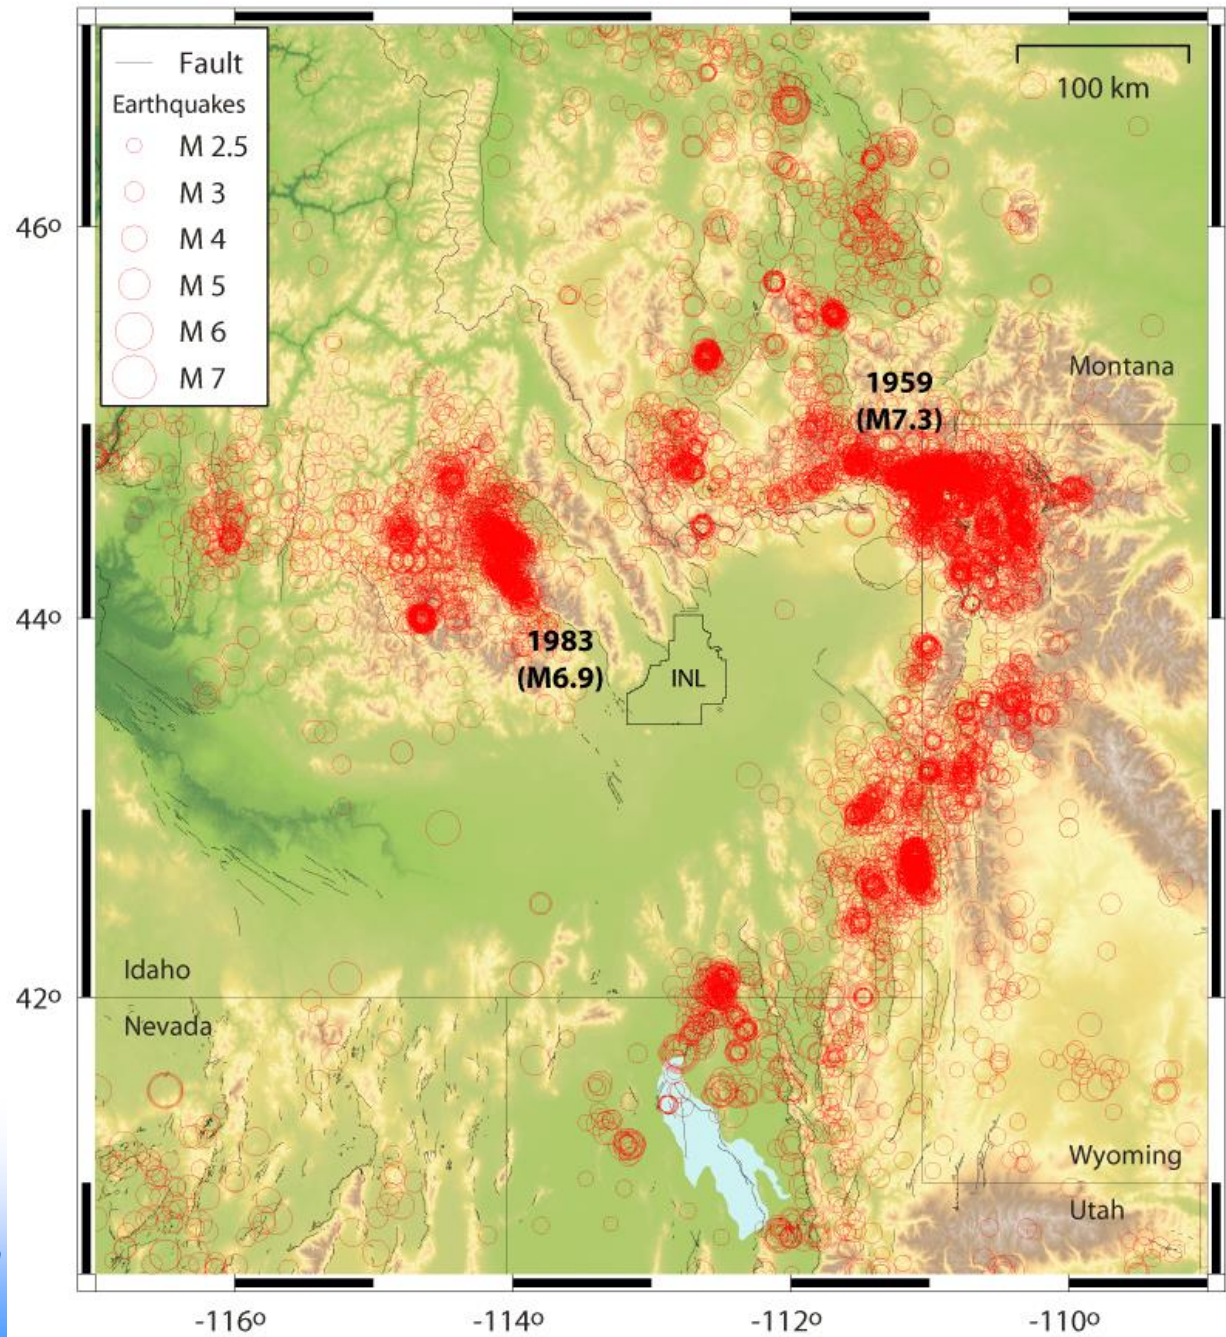 Fault
Earthquakes
M 2.5
M 3
M 4
M 5
M 6
M 7
100 km
46º
Montana
1959
(M7.3)
44º
1983
(M6.9)
INL
Idaho
42º
Nevada
Wyoming
Utah
-116º
-114º
-112º
-110º